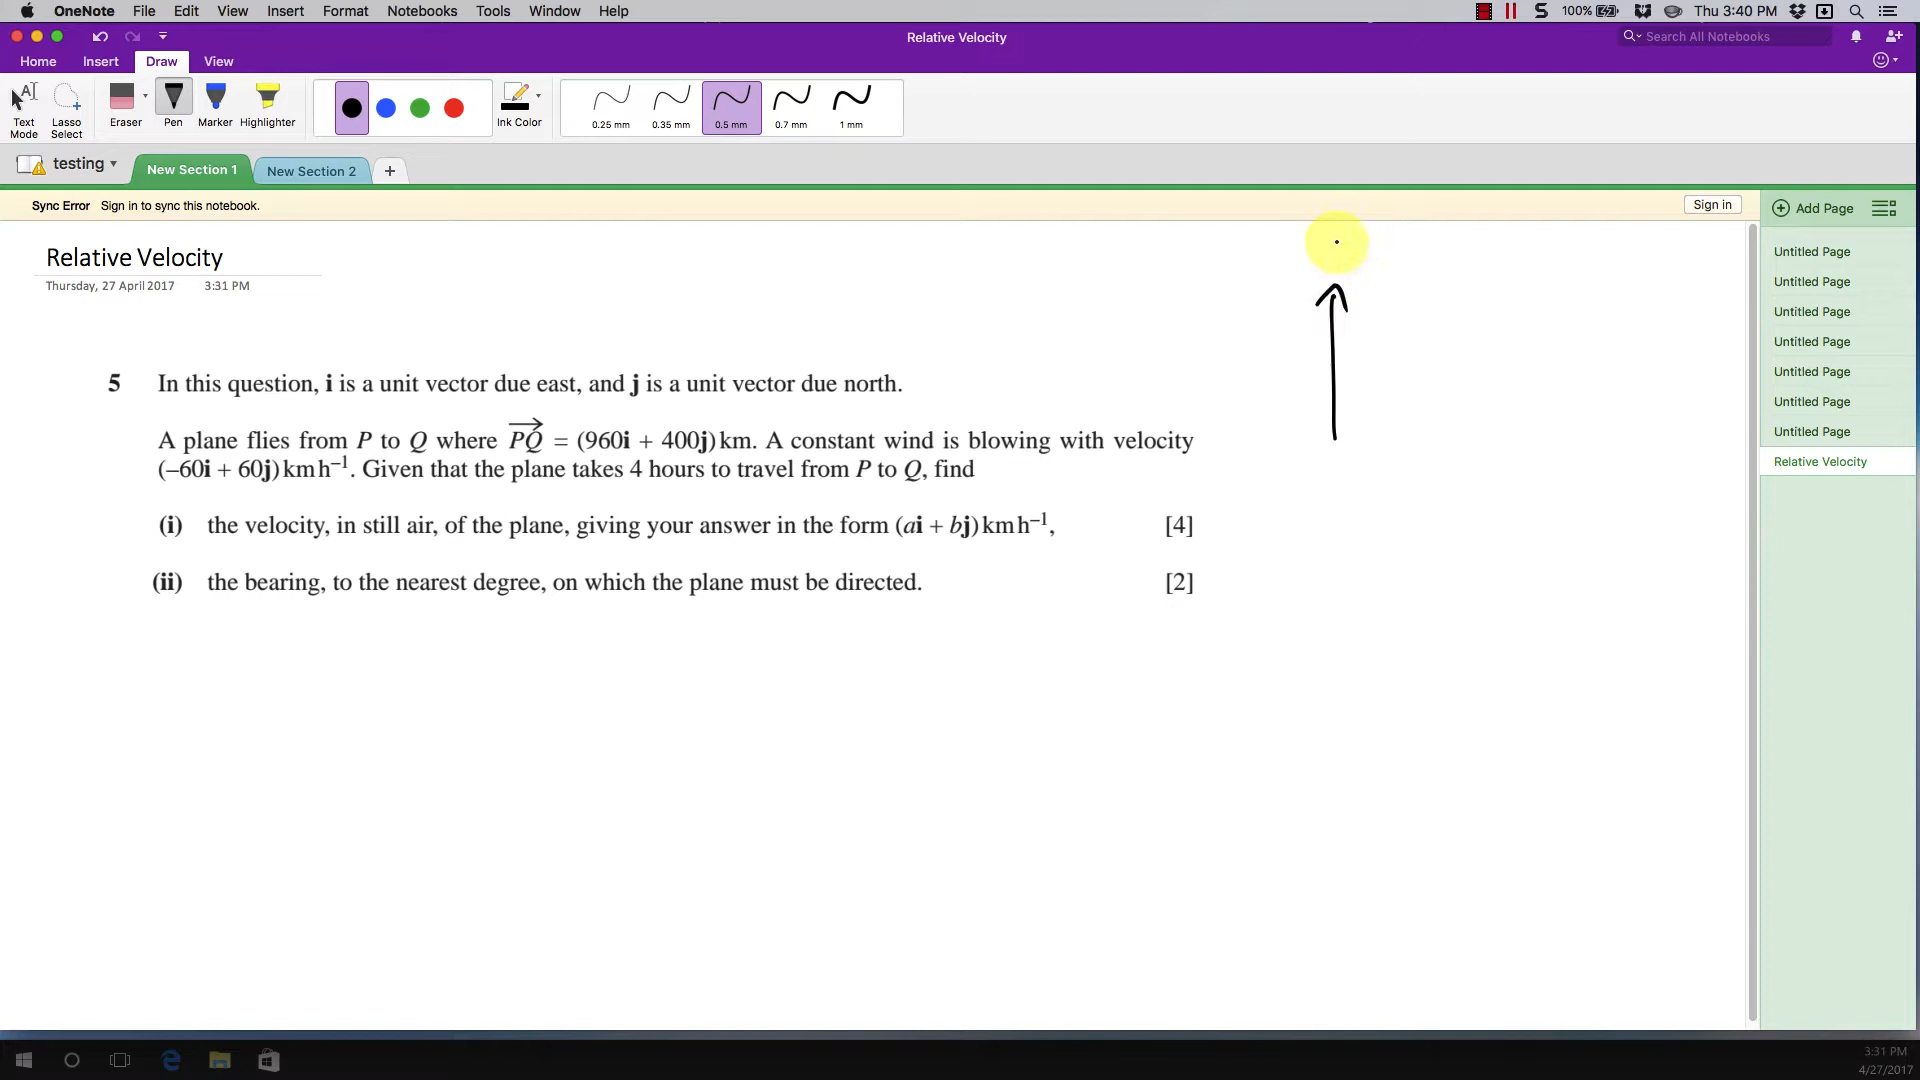 OneNote File Edit View Insert Format Notebooks Tools Window Help 100% Thu 3:40 PM
Relative Velocity Search All Notebooks
Home Insert Draw View
Text Mode Lasso Select Eraser Pen Marker Highlighter Ink Color 0.25 mm 0.35 mm 0.5 mm 0.7 mm 1 mm
testing New Section 1 New Section 2 +
Sync Error Sign in to sync this notebook. Sign in
Add Page
Relative Velocity
Thursday, 27 April 2017 3:31 PM
5 In this question, i is a unit vector due east, and j is a unit vector due north.
A plane flies from P to Q where PQ⃗ = (960i + 400j) km. A constant wind is blowing with velocity
(–60i + 60j) km h⁻¹. Given that the plane takes 4 hours to travel from P to Q, find
(i) the velocity, in still air, of the plane, giving your answer in the form (ai + bj) km h⁻¹, [4]
(ii) the bearing, to the nearest degree, on which the plane must be directed. [2]
Untitled Page
Untitled Page
Untitled Page
Untitled Page
Untitled Page
Untitled Page
Untitled Page
Relative Velocity
3:31 PM
4/27/2017